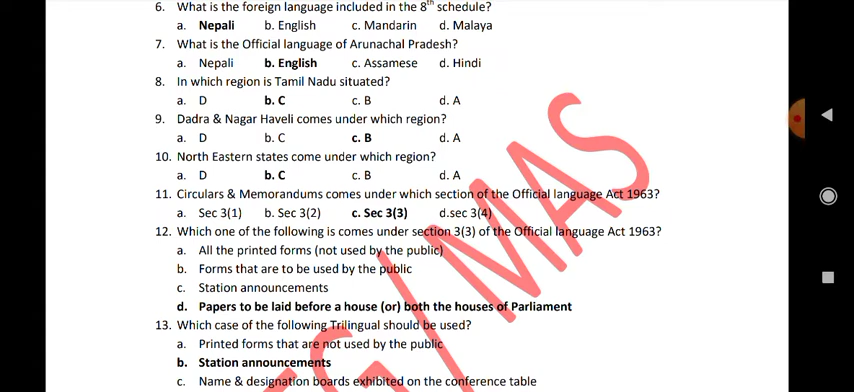 6. What is the foreign language included in the 8th schedule?
a. Nepali b. English c. Mandarin d. Malaya
7. What is the Official language of Arunachal Pradesh?
a. Nepali b. English c. Assamese d. Hindi
8. In which region is Tamil Nadu situated?
a. D b. C c. B d. A
9. Dadra & Nagar Haveli comes under which region?
a. D b. C c. B d. A
10. North Eastern states come under which region?
a. D b. C c. B d. A
11. Circulars & Memorandums comes under which section of the Official language Act 1963?
a. Sec 3(1) b. Sec 3(2) c. Sec 3(3) d.sec 3(4)
12. Which one of the following is comes under section 3(3) of the Official language Act 1963?
a. All the printed forms (not used by the public)
b. Forms that are to be used by the public
c. Station announcements
d. Papers to be laid before a house (or) both the houses of Parliament
13. Which case of the following Trilingual should be used?
a. Printed forms that are not used by the public
b. Station announcements
c. Name & designation boards exhibited on the conference table
G/MAS